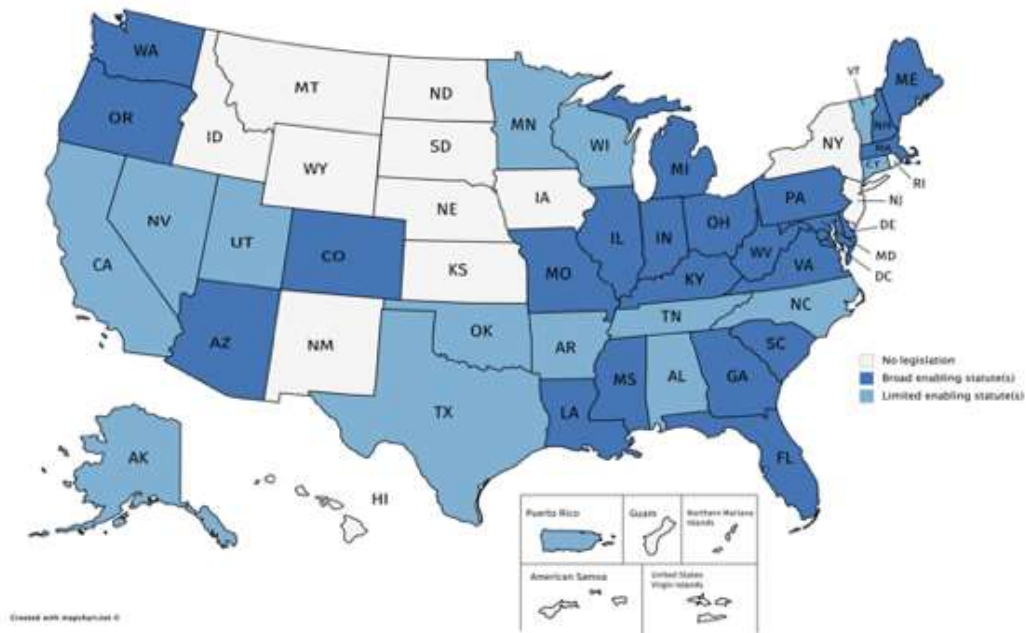 WA
MT
ND
MN
VT
ME
OR
ID
SD
WI
NY
NH
MA
WY
MI
CT
RI
IA
PA
NJ
NE
NV
OH
DE
UT
IL
IN
MD
CA
CO
WV
VA
DC
KS
MO
KY
NC
TN
OK
AZ
NM
AR
SC
MS
AL
GA
No legislation
Broad enabling statute(s)
Limited enabling statute(s)
TX
LA
FL
AK
HI
Puerto Rico
Guam
Northern Mariana
Islands
American Samoa
United States
Virgin Islands
Created with mapchart.net ©